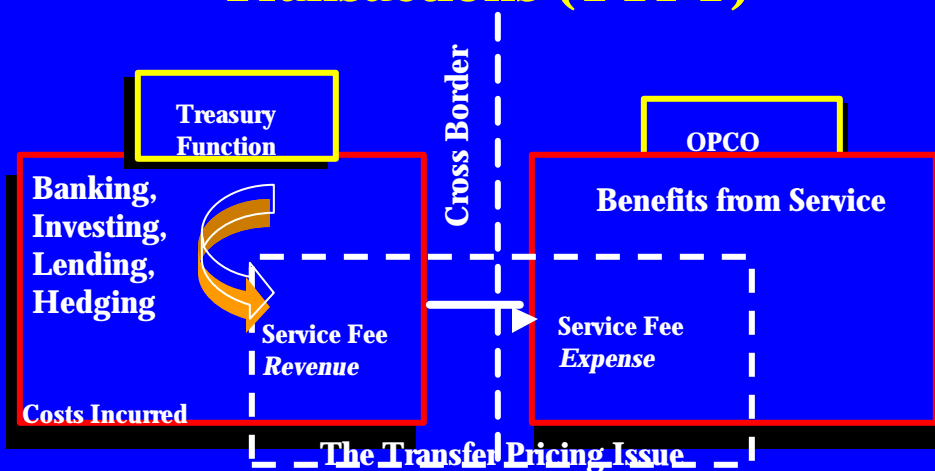 Treasury
Function
Cross Border
OPCO
Banking,
Investing,
Lending,
Hedging
Benefits from Service
Service Fee
Revenue
Service Fee
Expense
Costs Incurred
The Transfer Pricing Issue